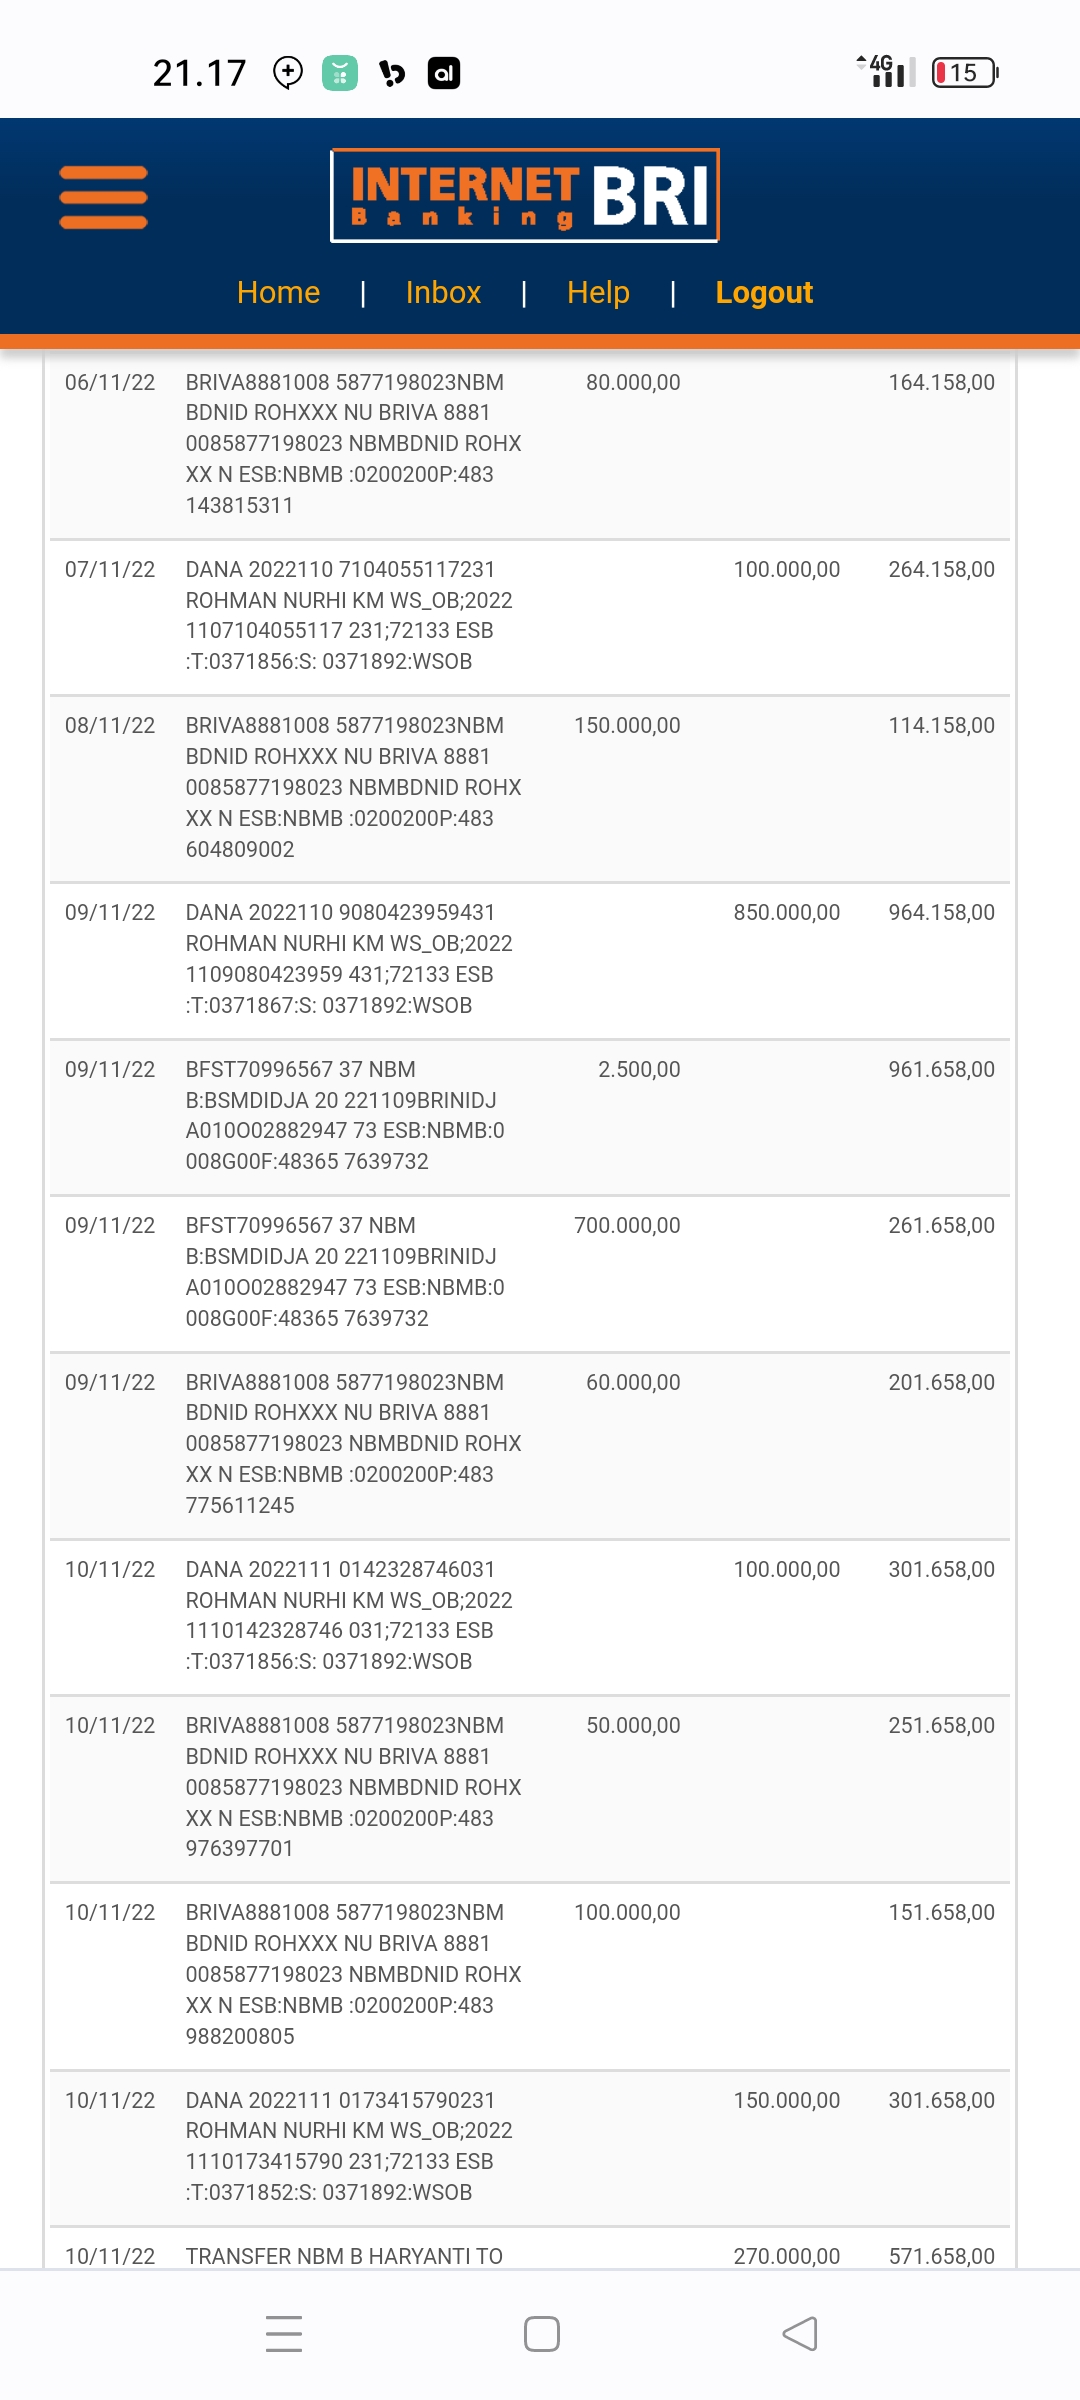 21.17 4G 15
INTERNET BRI
Banking
Home | Inbox | Help | Logout
06/11/22 BRIVA8881008 5877198023NBM 80.000,00 164.158,00
BDNID ROHXXX NU BRIVA 8881
0085877198023 NBMBDNID ROHX
XX N ESB:NBMB :0200200P:483
143815311
07/11/22 DANA 2022110 7104055117231 100.000,00 264.158,00
ROHMAN NURHI KM WS_OB;2022
1107104055117 231;72133 ESB
:T:0371856:S: 0371892:WSOB
08/11/22 BRIVA8881008 5877198023NBM 150.000,00 114.158,00
BDNID ROHXXX NU BRIVA 8881
0085877198023 NBMBDNID ROHX
XX N ESB:NBMB :0200200P:483
604809002
09/11/22 DANA 2022110 9080423959431 850.000,00 964.158,00
ROHMAN NURHI KM WS_OB;2022
1109080423959 431;72133 ESB
:T:0371867:S: 0371892:WSOB
09/11/22 BFST70996567 37 NBM 2.500,00 961.658,00
B:BSMDIDJA 20 221109BRINIDJ
A010O02882947 73 ESB:NBMB:0
008G00F:48365 7639732
09/11/22 BFST70996567 37 NBM 700.000,00 261.658,00
B:BSMDIDJA 20 221109BRINIDJ
A010O02882947 73 ESB:NBMB:0
008G00F:48365 7639732
09/11/22 BRIVA8881008 5877198023NBM 60.000,00 201.658,00
BDNID ROHXXX NU BRIVA 8881
0085877198023 NBMBDNID ROHX
XX N ESB:NBMB :0200200P:483
775611245
10/11/22 DANA 2022111 0142328746031 100.000,00 301.658,00
ROHMAN NURHI KM WS_OB;2022
1110142328746 031;72133 ESB
:T:0371856:S: 0371892:WSOB
10/11/22 BRIVA8881008 5877198023NBM 50.000,00 251.658,00
BDNID ROHXXX NU BRIVA 8881
0085877198023 NBMBDNID ROHX
XX N ESB:NBMB :0200200P:483
976397701
10/11/22 BRIVA8881008 5877198023NBM 100.000,00 151.658,00
BDNID ROHXXX NU BRIVA 8881
0085877198023 NBMBDNID ROHX
XX N ESB:NBMB :0200200P:483
988200805
10/11/22 DANA 2022111 0173415790231 150.000,00 301.658,00
ROHMAN NURHI KM WS_OB;2022
1110173415790 231;72133 ESB
:T:0371852:S: 0371892:WSOB
10/11/22 TRANSFER NBM B HARYANTI TO 270.000,00 571.658,00